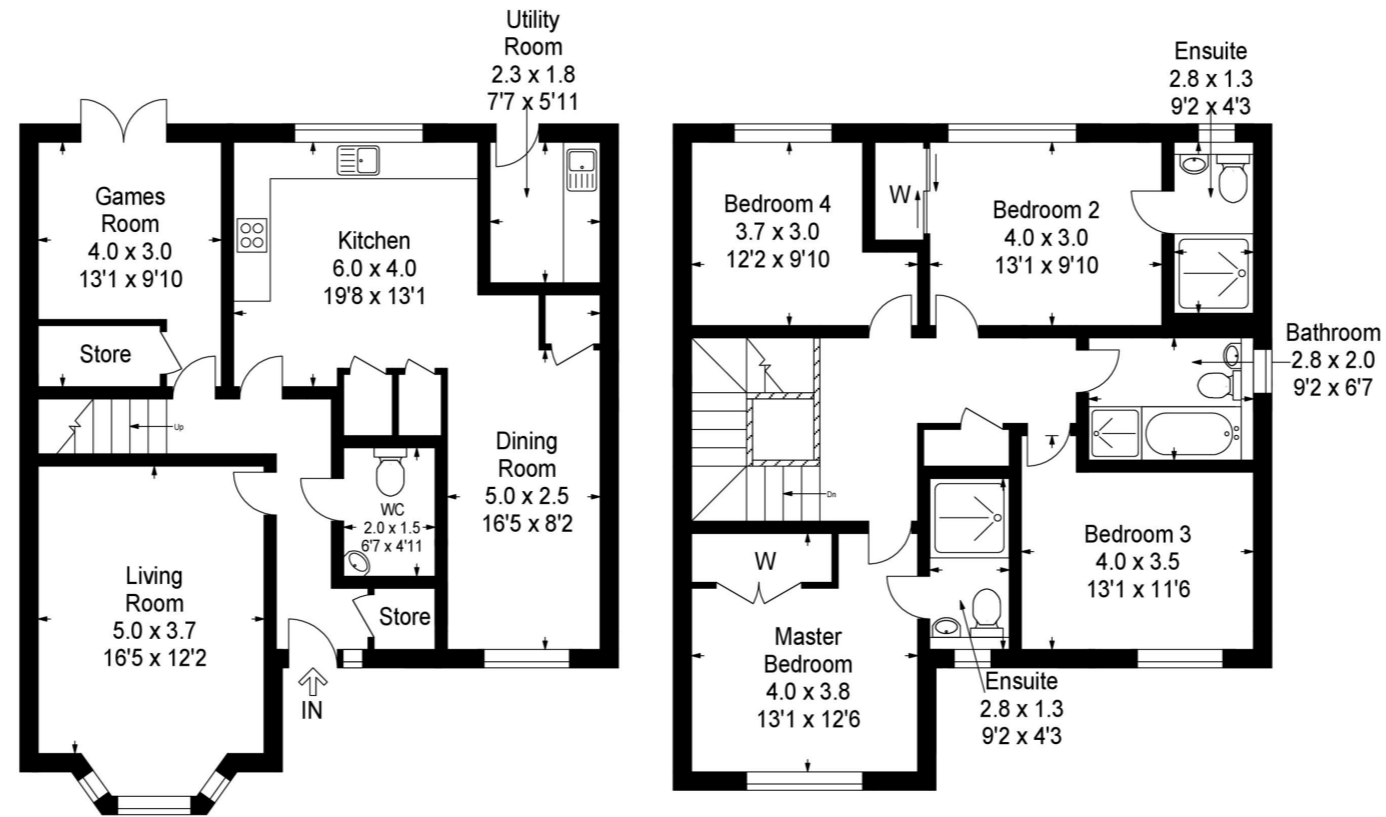 Utility
Room
2.3 x 1.8
7'7 x 5'11
Games
Room
4.0 x 3.0
13'1 x 9'10
Kitchen
6.0 x 4.0
19'8 x 13'1
Store
Up
Dining
Room
5.0 x 2.5
16'5 x 8'2
WC
2.0 x 1.5
6'7 x 4'11
Living
Room
5.0 x 3.7
16'5 x 12'2
Store
IN
Ensuite
2.8 x 1.3
9'2 x 4'3
Bedroom 4
3.7 x 3.0
12'2 x 9'10
W
Bedroom 2
4.0 x 3.0
13'1 x 9'10
Bathroom
2.8 x 2.0
9'2 x 6'7
Dn
W
Bedroom 3
4.0 x 3.5
13'1 x 11'6
Master
Bedroom
4.0 x 3.8
13'1 x 12'6
Ensuite
2.8 x 1.3
9'2 x 4'3